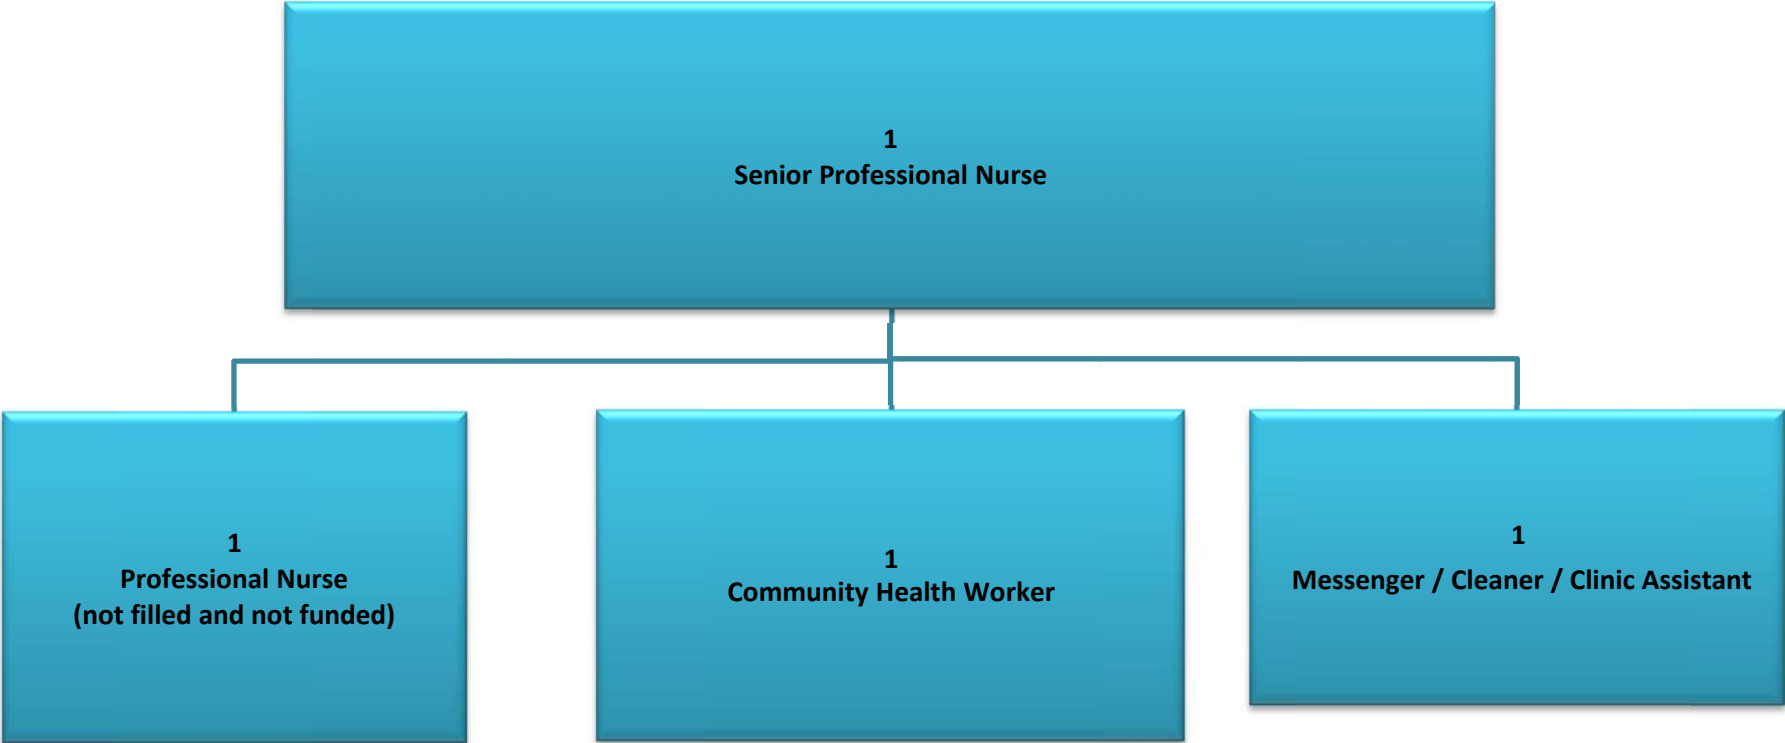 1
Senior Professional Nurse
1
Professional Nurse
(not filled and not funded)
1
Community Health Worker
1
Messenger / Cleaner / Clinic Assistant